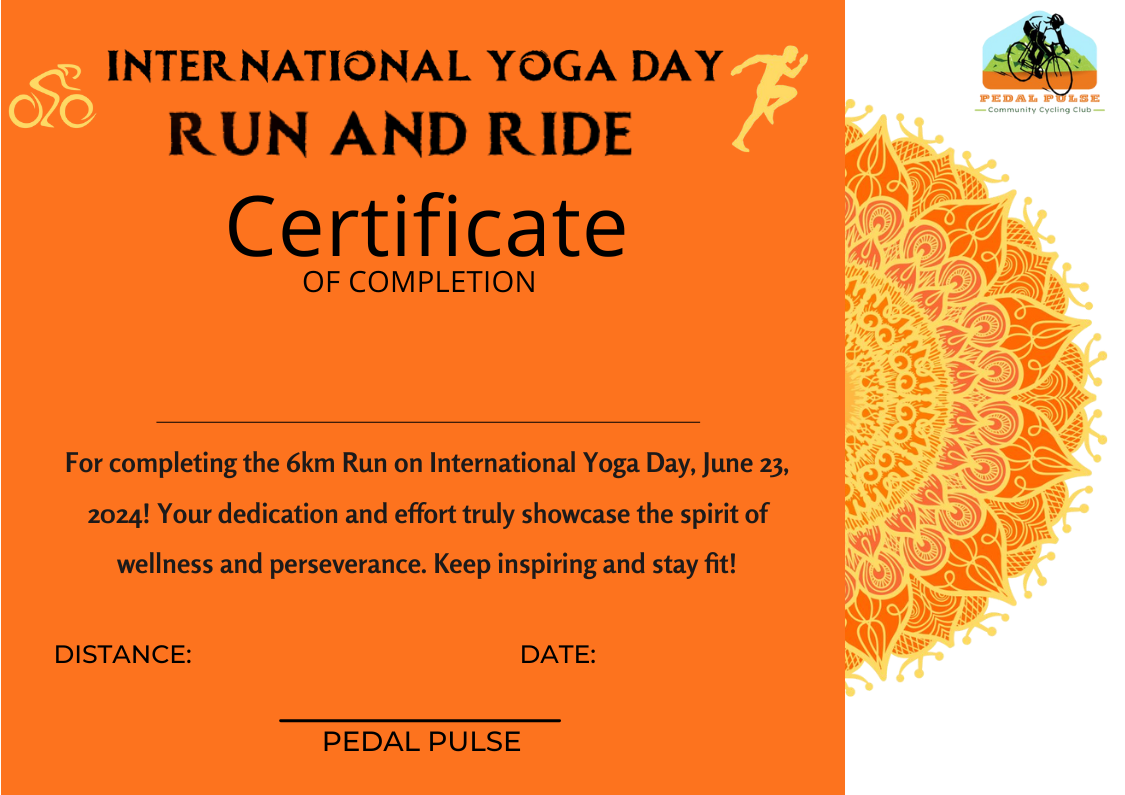 INTERNATIONAL YOGA DAY
RUN AND RIDE
Certificate
OF COMPLETION
For completing the 6km Run on International Yoga Day, June 23,
2024! Your dedication and effort truly showcase the spirit of
wellness and perseverance. Keep inspiring and stay fit!
DISTANCE:
DATE:
PEDAL PULSE
PEDAL PULSE
Community Cycling Club